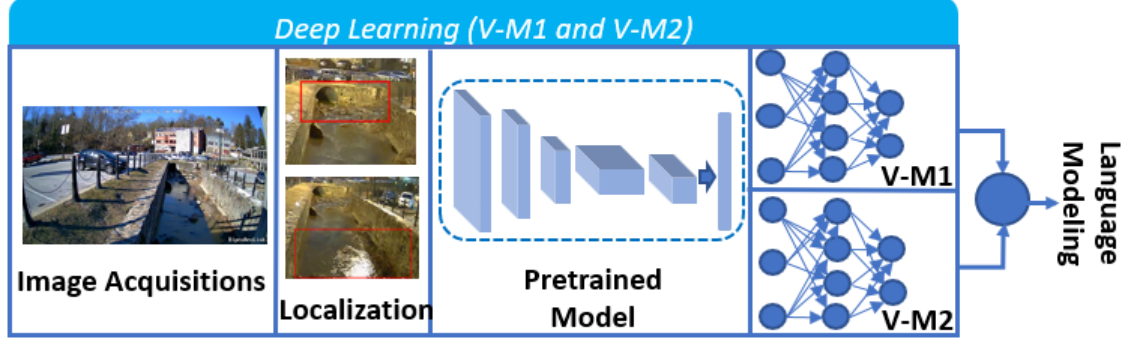 Deep Learning (V-M1 and V-M2)
Image Acquisitions
Localization
Pretrained
Model
V-M1
V-M2
Language
Modeling